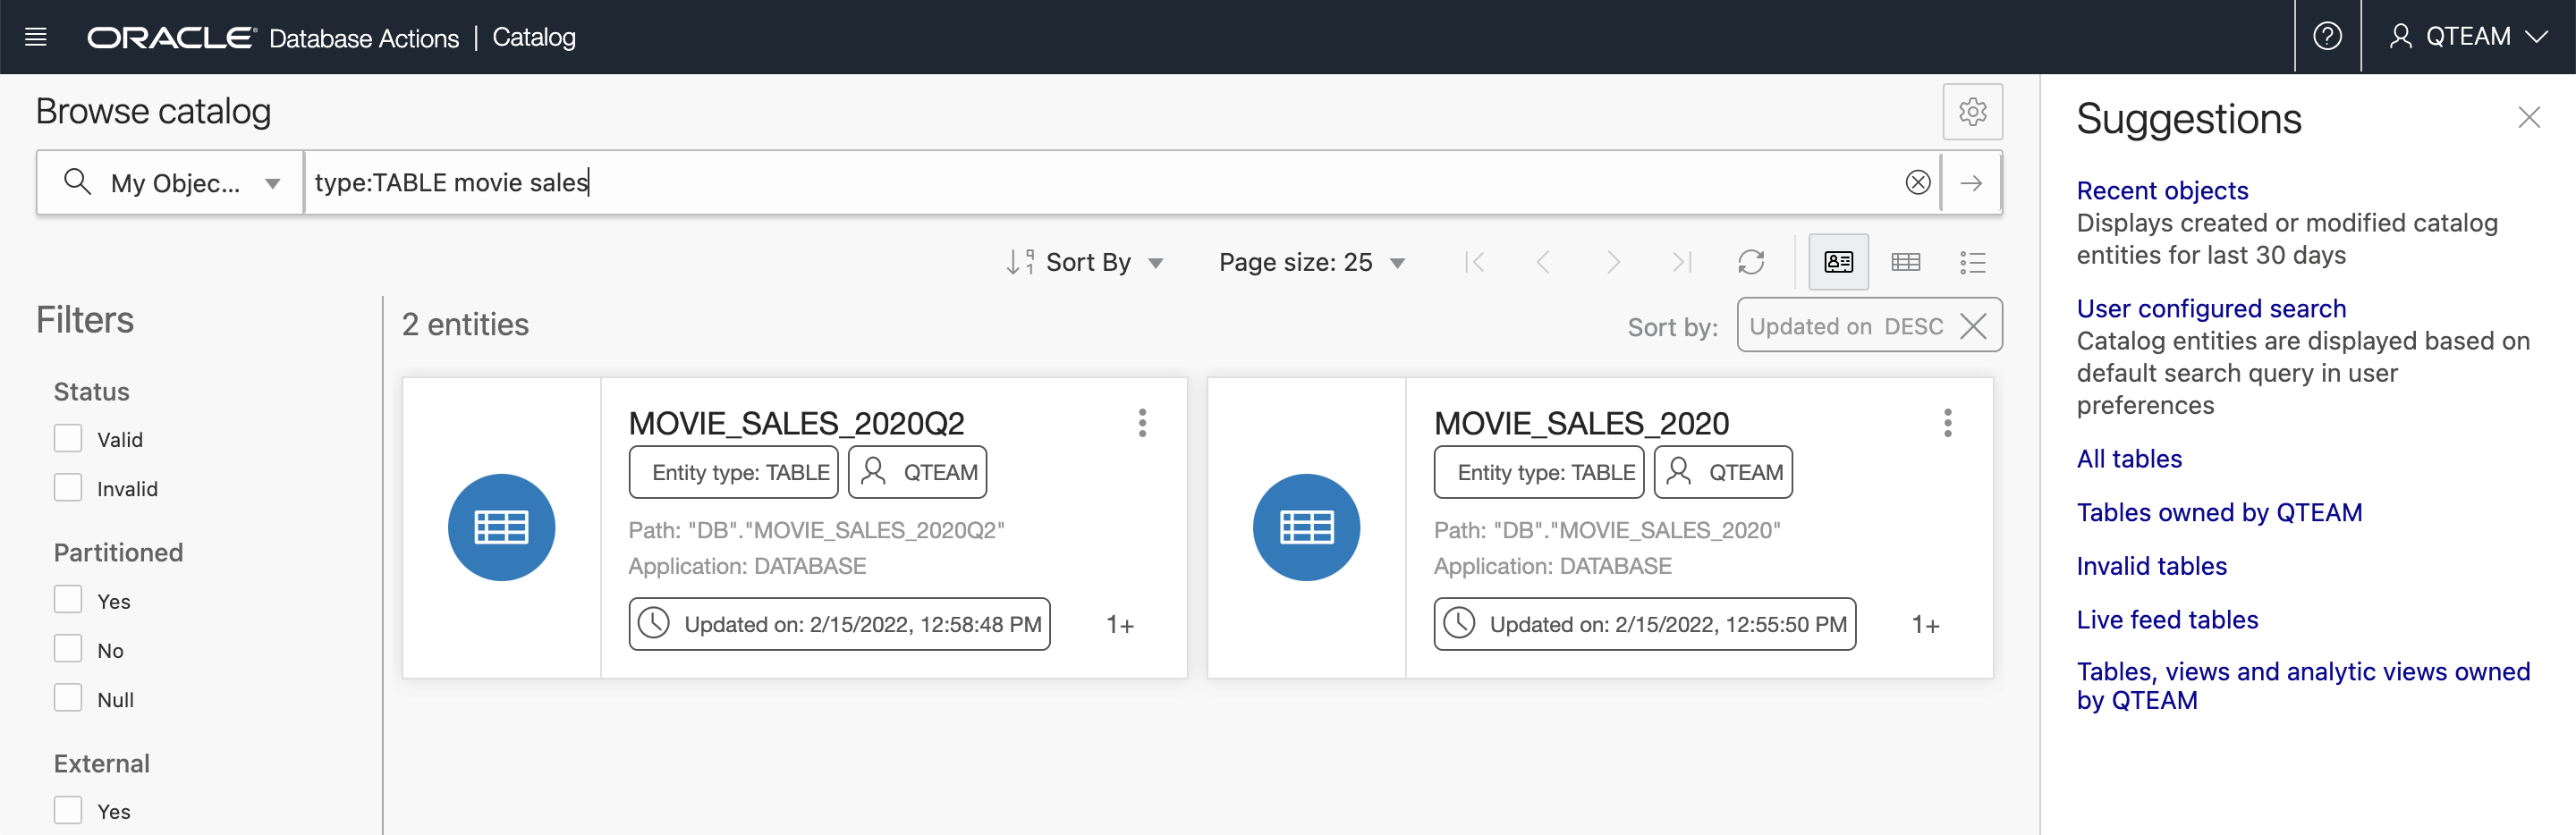 ORACLE® Database Actions | Catalog
QTEAM
Browse catalog
My Objec...
type:TABLE movie sales
Sort By
Page size: 25
Filters
Status
Valid
Invalid
Partitioned
Yes
No
Null
External
Yes
2 entities
Sort by:
Updated on DESC
MOVIE_SALES_2020Q2
Entity type: TABLE
QTEAM
Path: "DB"."MOVIE_SALES_2020Q2"
Application: DATABASE
Updated on: 2/15/2022, 12:58:48 PM
1+
MOVIE_SALES_2020
Entity type: TABLE
QTEAM
Path: "DB"."MOVIE_SALES_2020"
Application: DATABASE
Updated on: 2/15/2022, 12:55:50 PM
1+
Suggestions
Recent objects
Displays created or modified catalog
entities for last 30 days
User configured search
Catalog entities are displayed based on
default search query in user
preferences
All tables
Tables owned by QTEAM
Invalid tables
Live feed tables
Tables, views and analytic views owned
by QTEAM